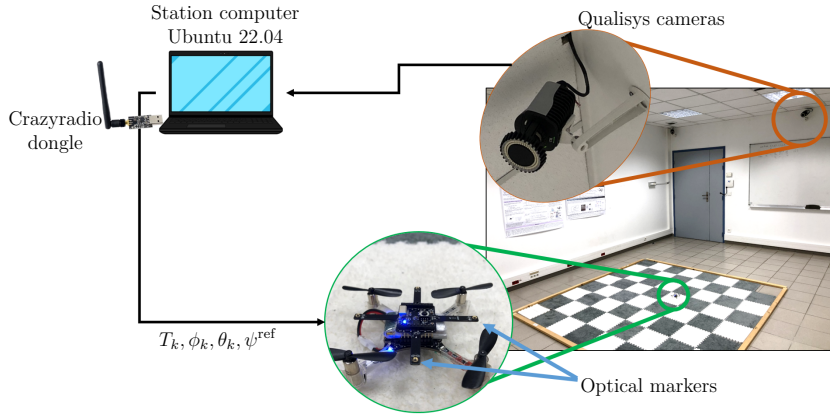 Station computer
Ubuntu 22.04
Qualisys cameras
Crazyradio
dongle
T_k, ϕ_k, θ_k, ψ^ref
Optical markers